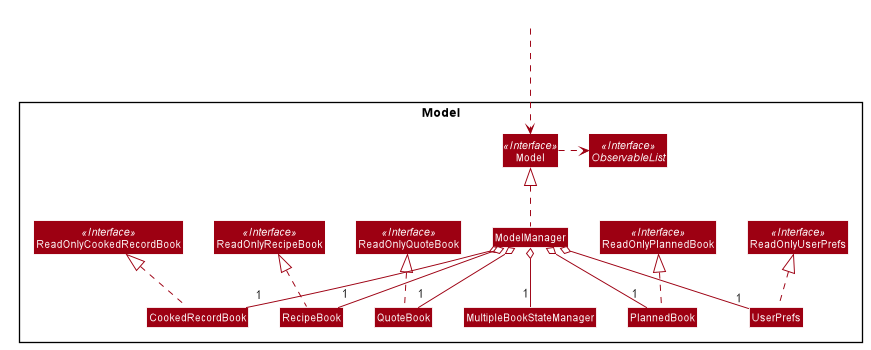 Model
«Interface»
Model
«Interface»
ObservableList
«Interface»
ReadOnlyCookedRecordBook
«Interface»
ReadOnlyRecipeBook
«Interface»
ReadOnlyQuoteBook
ModelManager
«Interface»
ReadOnlyPlannedBook
«Interface»
ReadOnlyUserPrefs
1
1
1
1
1
1
CookedRecordBook
RecipeBook
QuoteBook
MultipleBookStateManager
PlannedBook
UserPrefs